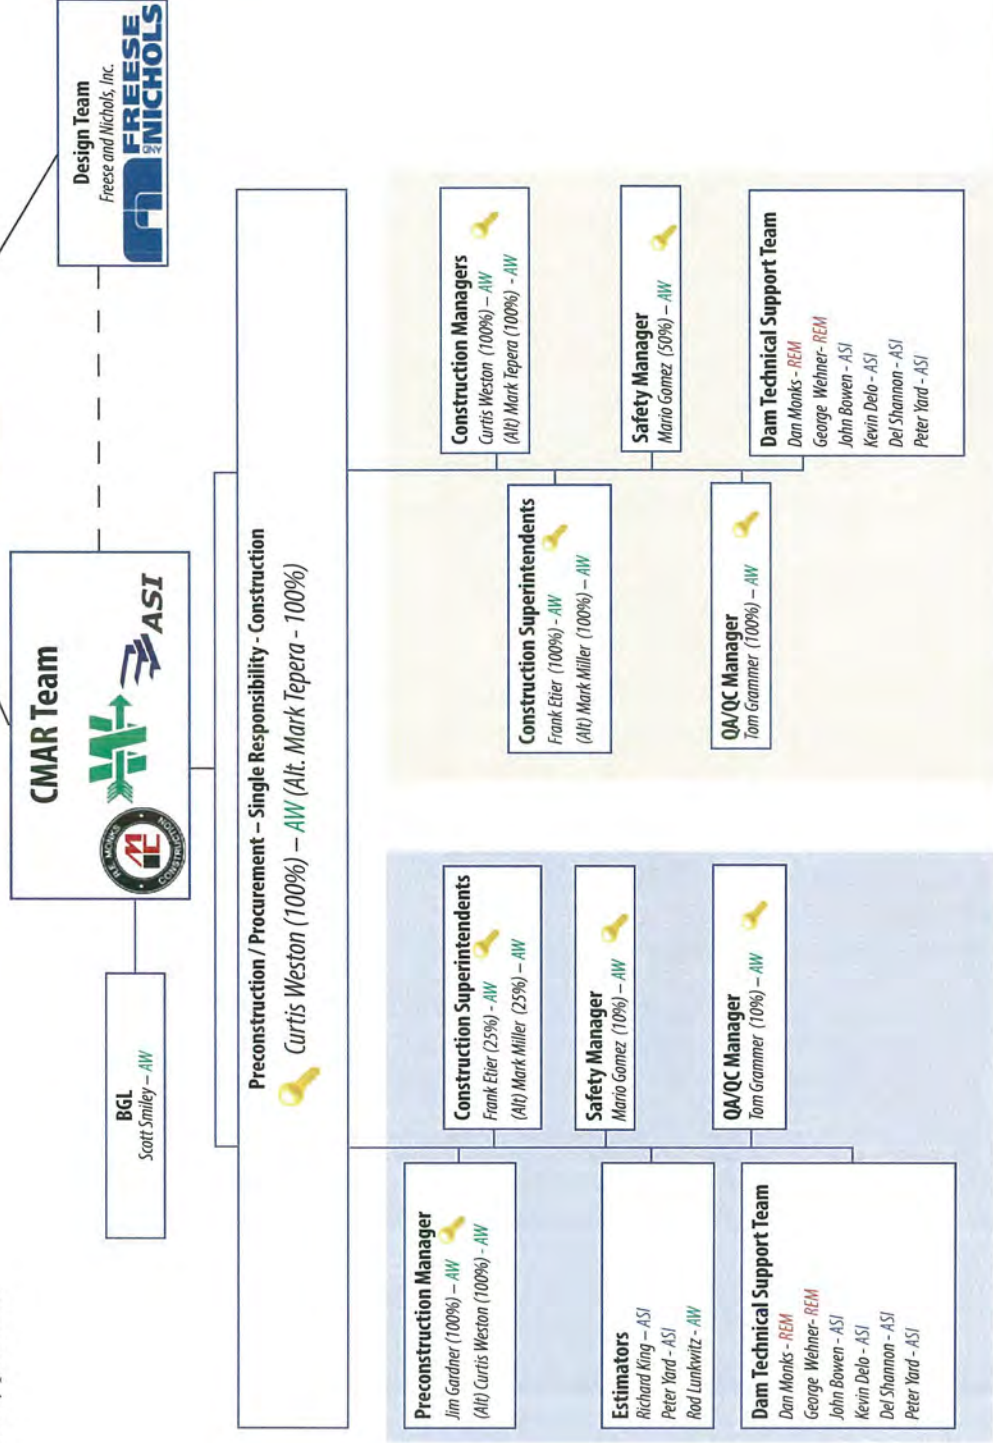 Design Team
Freese and Nichols, Inc.
FREESE
AND NICHOLS
CMAR Team
R.E. MONKS
CONSTRUCTION
ASI
BGL
Scott Smiley – AW
Preconstruction / Procurement – Single Responsibility - Construction
Curtis Weston (100%) – AW (Alt. Mark Tepera - 100%)
Preconstruction Manager
Jim Gardner (100%) – AW
(Alt) Curtis Weston (100%) - AW
Construction Superintendents
Frank Etier (25%) - AW
(Alt) Mark Miller (25%) – AW
Safety Manager
Mario Gomez (10%) – AW
Estimators
Richard King – ASI
Peter Yard - ASI
Rod Lunkwitz - AW
QA/QC Manager
Tom Grammer (10%) – AW
Dam Technical Support Team
Dan Monks - REM
George Wehner- REM
John Bowen - ASI
Kevin Delo - ASI
Del Shannon - ASI
Peter Yard - ASI
Construction Managers
Curtis Weston (100%) – AW
(Alt) Mark Tepera (100%) - AW
Construction Superintendents
Frank Etier (100%) - AW
(Alt) Mark Miller (100%) – AW
Safety Manager
Mario Gomez (50%) – AW
QA/QC Manager
Tom Grammer (100%) – AW
Dam Technical Support Team
Dan Monks - REM
George Wehner- REM
John Bowen - ASI
Kevin Delo - ASI
Del Shannon - ASI
Peter Yard - ASI